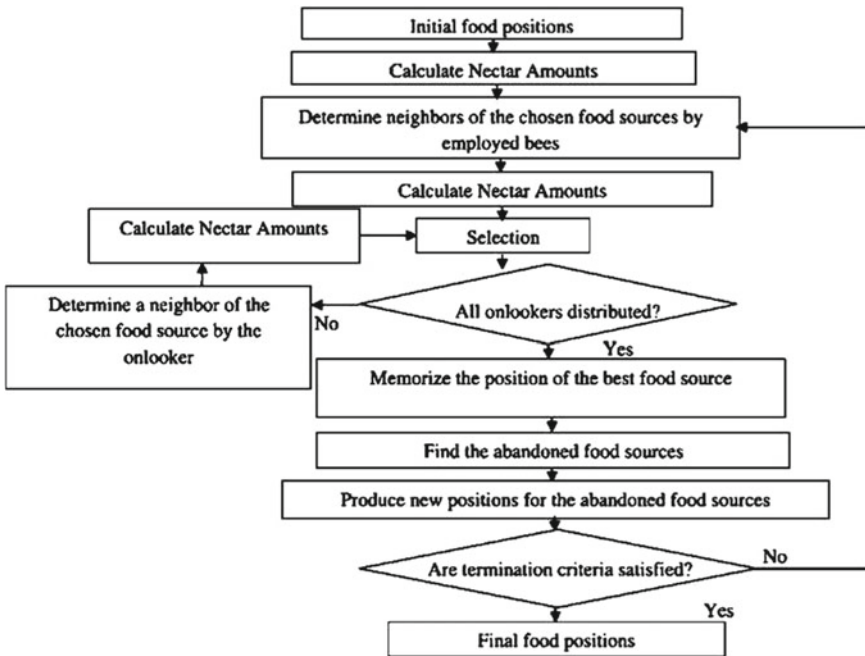 Initial food positions
Calculate Nectar Amounts
Determine neighbors of the chosen food sources by
employed bees
Calculate Nectar Amounts
Calculate Nectar Amounts
Selection
Determine a neighbor of the
chosen food source by the
onlooker
No
All onlookers distributed?
Yes
Memorize the position of the best food source
Find the abandoned food sources
Produce new positions for the abandoned food sources
Are termination criteria satisfied?
No
Yes
Final food positions